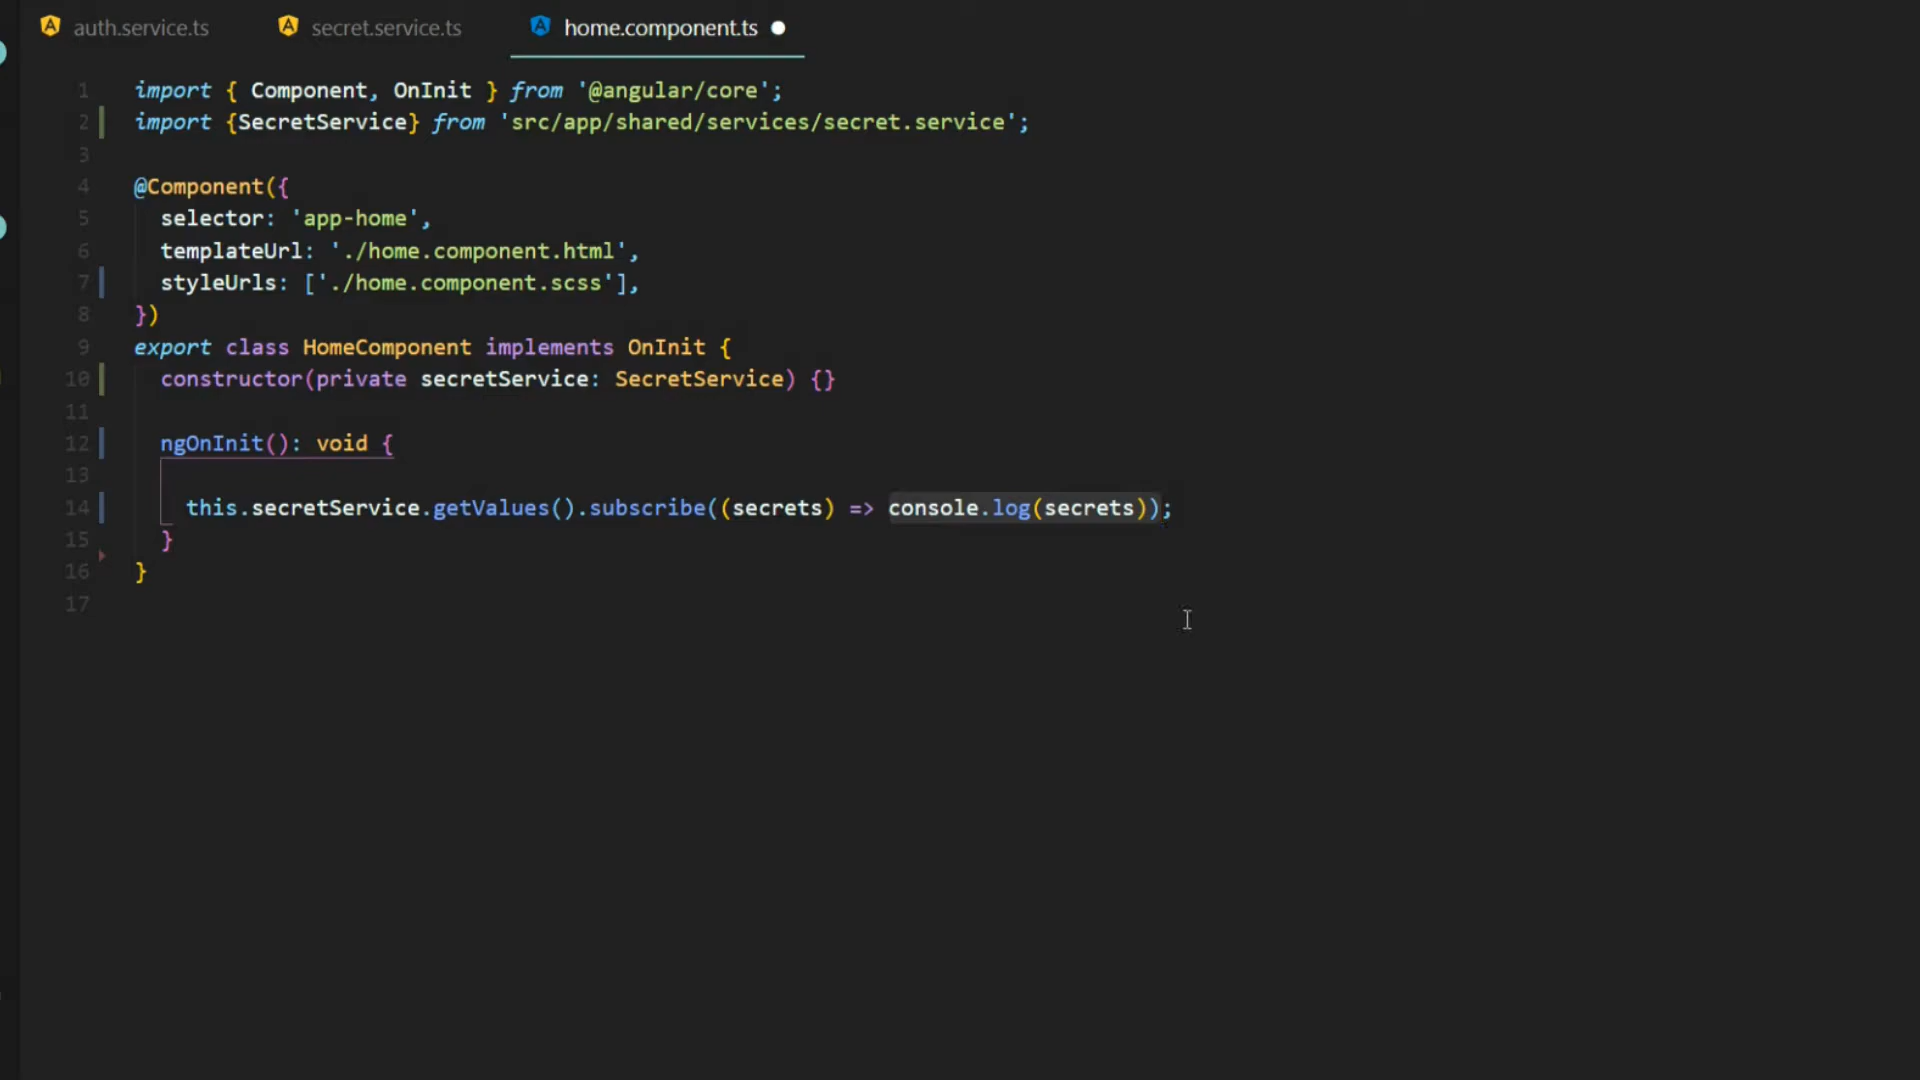 auth.service.ts secret.service.ts home.component.ts
1 import { Component, OnInit } from '@angular/core';
2 import {SecretService} from 'src/app/shared/services/secret.service';
3
4 @Component({
5 selector: 'app-home',
6 templateUrl: './home.component.html',
7 styleUrls: ['./home.component.scss'],
8 })
9 export class HomeComponent implements OnInit {
10 constructor(private secretService: SecretService) {}
11
12 ngOnInit(): void {
13
14 this.secretService.getValues().subscribe((secrets) => console.log(secrets));
15 }
16 }
17